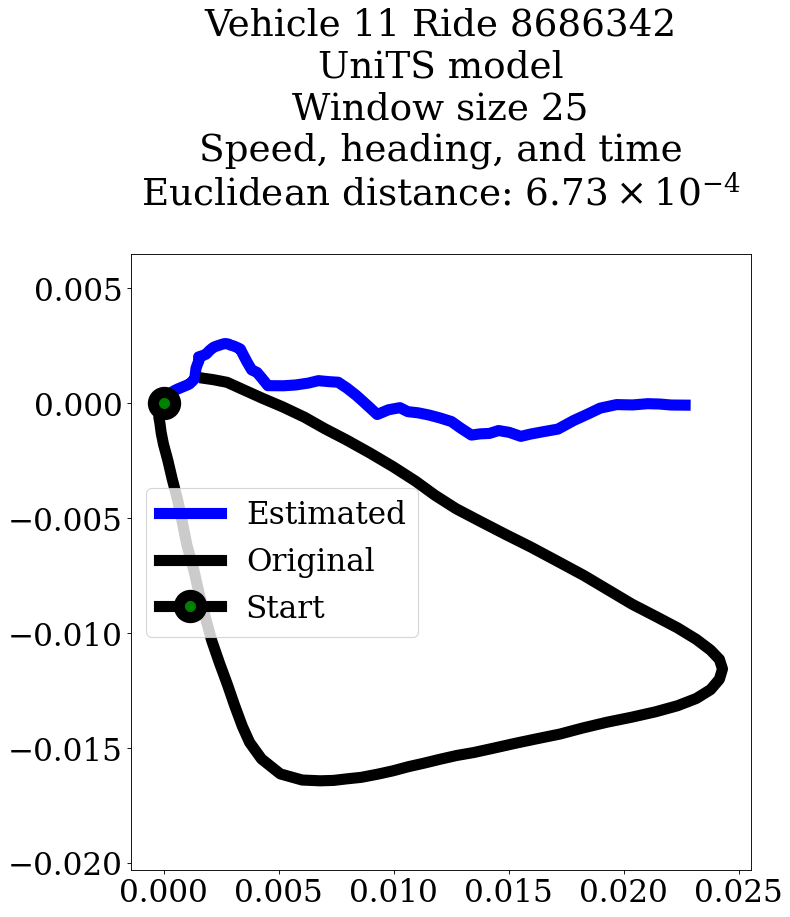 Vehicle 11 Ride 8686342
UniTS model
Window size 25
Speed, heading, and time
Euclidean distance: 6.73 × 10⁻⁴
0.005
0.000
−0.005
−0.010
−0.015
−0.020
Estimated
Original
Start
0.000 0.005 0.010 0.015 0.020 0.025